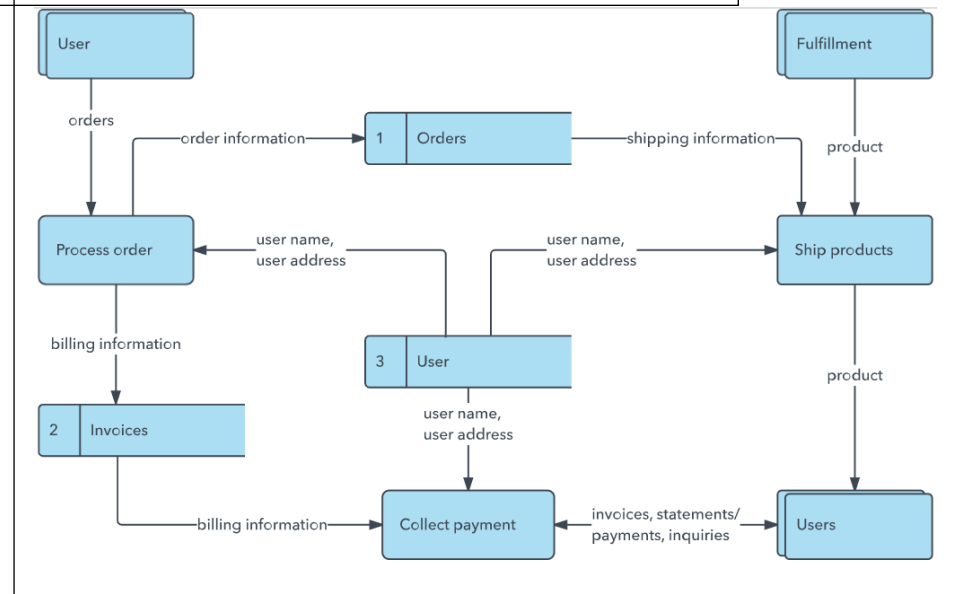 User
Fulfillment
orders
order information
1 Orders
shipping information
product
Process order
user name,
user address
user name,
user address
Ship products
billing information
3 User
product
2 Invoices
user name,
user address
billing information
Collect payment
invoices, statements/
payments, inquiries
Users